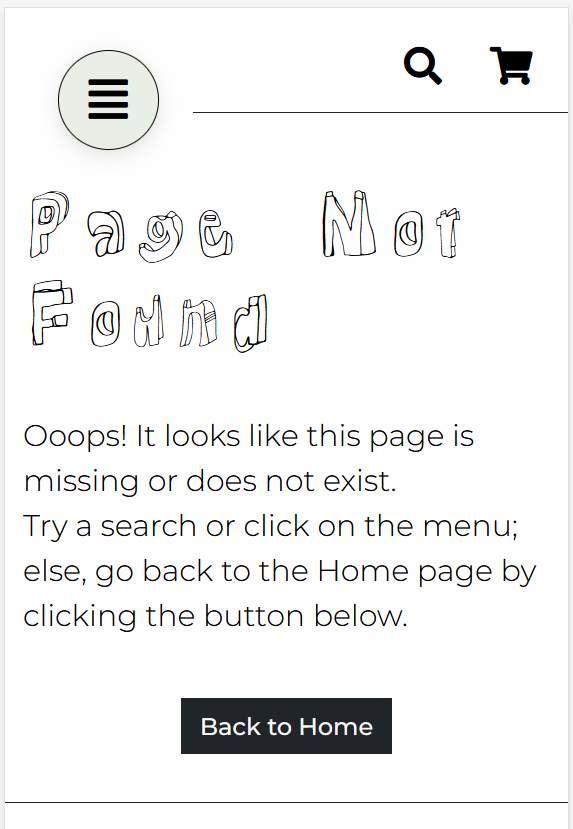 Page Not
Found
Ooops! It looks like this page is
missing or does not exist.
Try a search or click on the menu;
else, go back to the Home page by
clicking the button below.
Back to Home